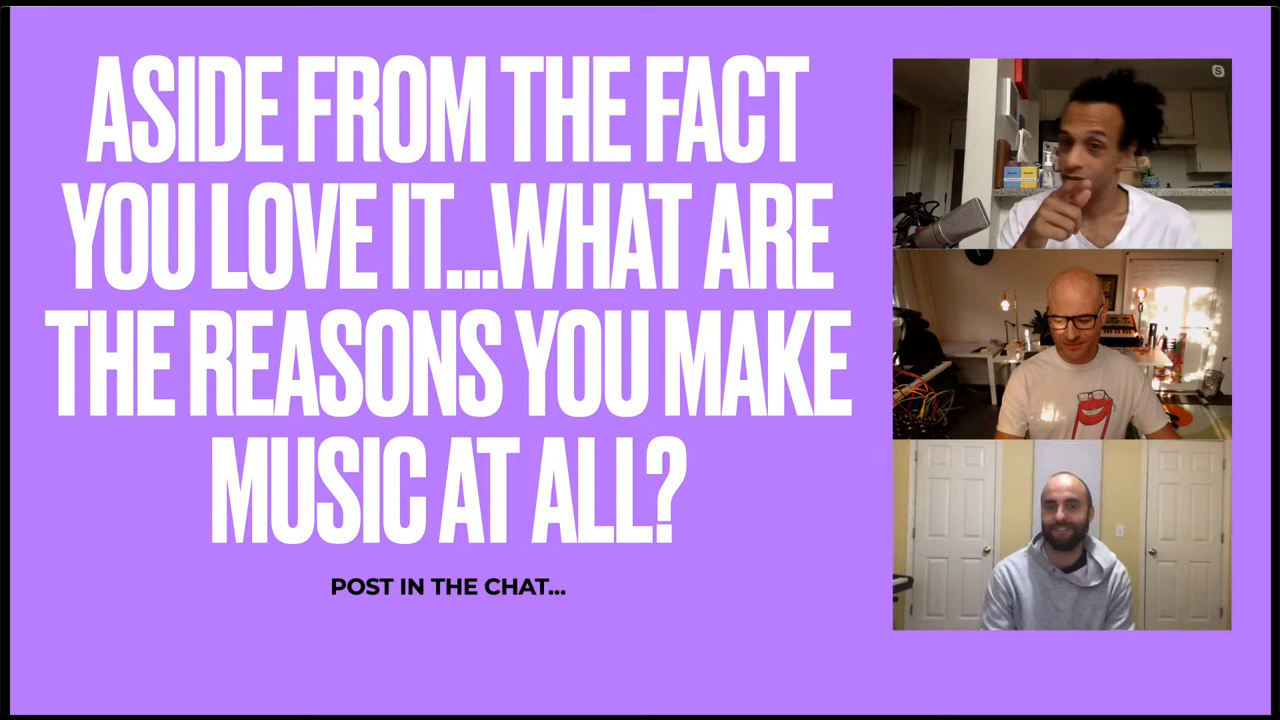 ASIDE FROM THE FACT
YOU LOVE IT...WHAT ARE
THE REASONS YOU MAKE
MUSIC AT ALL?
POST IN THE CHAT...